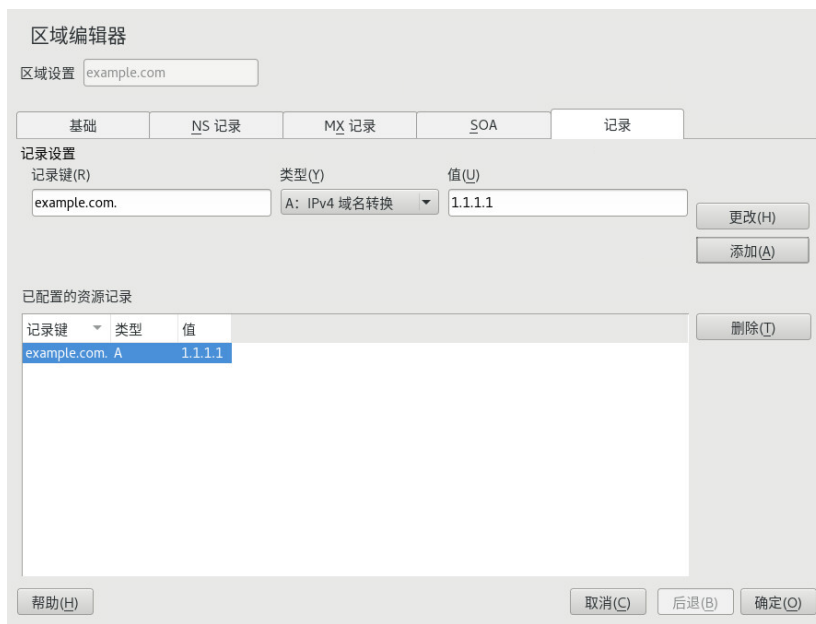 区域编辑器
区域设置 example.com
基础 NS 记录 MX 记录 SOA 记录
记录设置
记录键(R) 类型(Y) 值(U)
example.com. A: IPv4 域名转换 1.1.1.1
更改(H)
添加(A)
已配置的资源记录
记录键 类型 值
删除(T)
example.com. A 1.1.1.1
帮助(H) 取消(C) 后退(B) 确定(O)